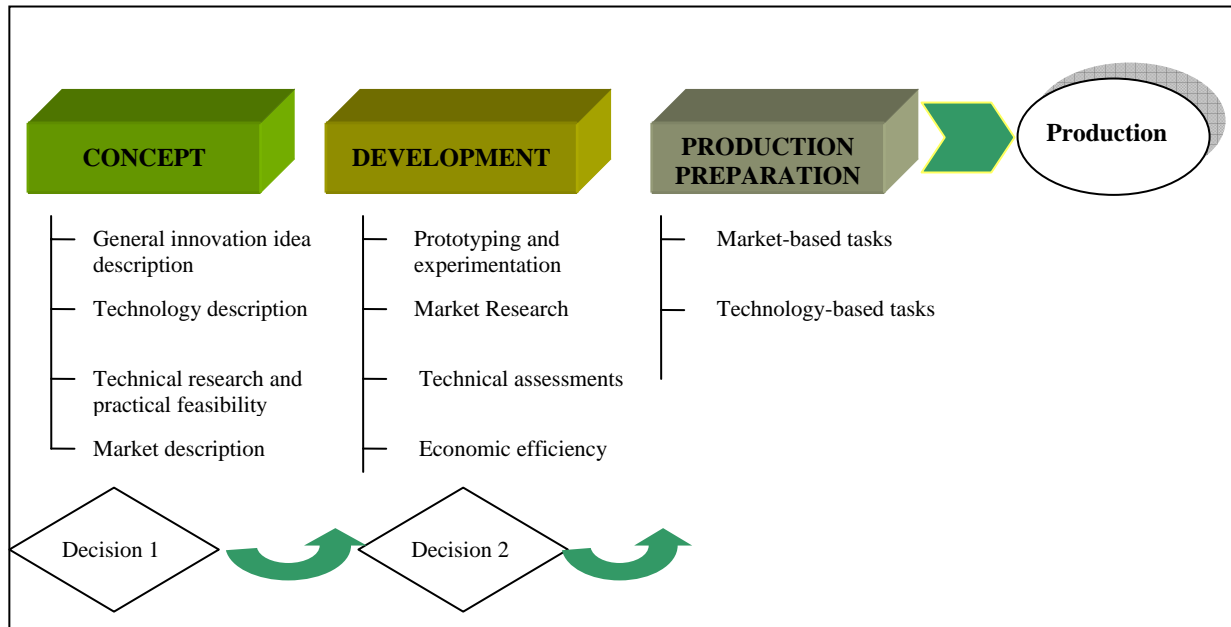 CONCEPT
DEVELOPMENT
PRODUCTION
PREPARATION
Production
General innovation idea
description
Technology description
Technical research and
practical feasibility
Market description
Prototyping and
experimentation
Market Research
Technical assessments
Economic efficiency
Market-based tasks
Technology-based tasks
Decision 1
Decision 2